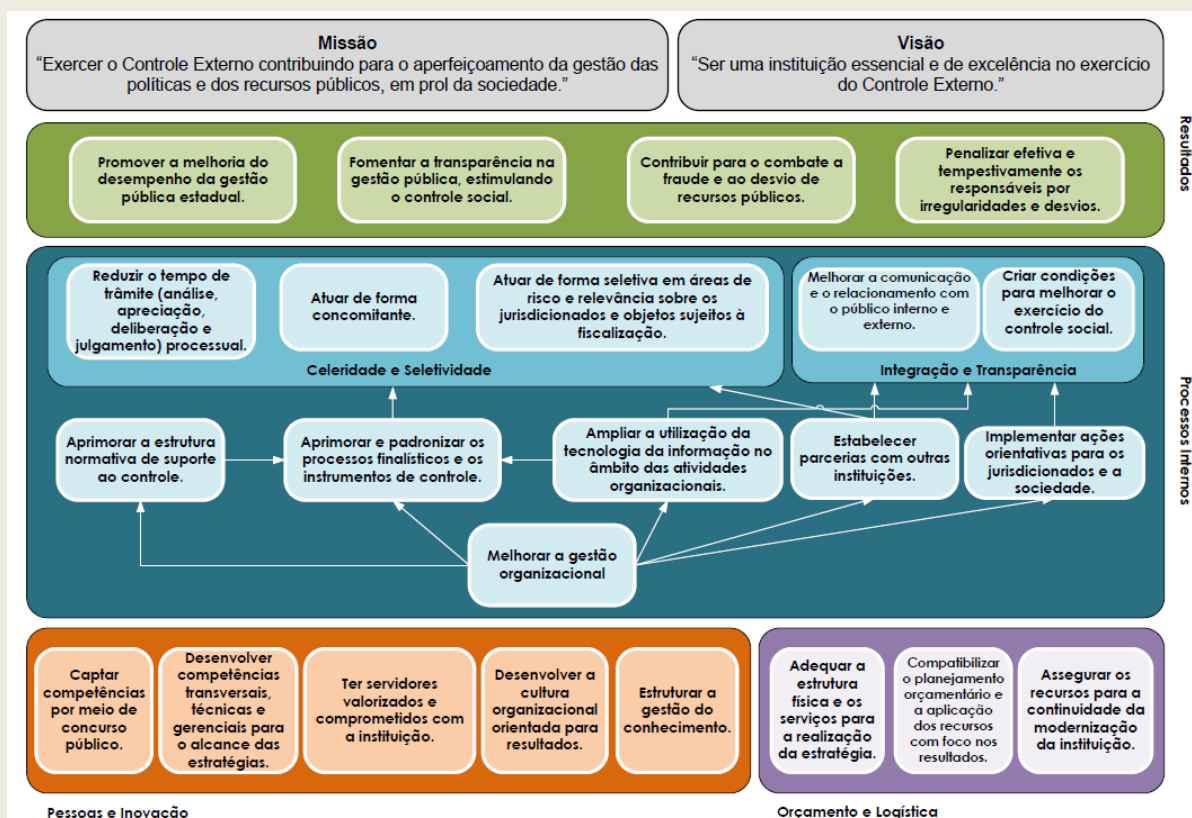 Missão
“Exercer o Controle Externo contribuindo para o aperfeiçoamento da gestão das
políticas e dos recursos públicos, em prol da sociedade.”
Visão
“Ser uma instituição essencial e de excelência no exercício
do Controle Externo.”
Resultados
Promover a melhoria do
desempenho da gestão
pública estadual.
Fomentar a transparência na
gestão pública, estimulando
o controle social.
Contribuir para o combate a
fraude e ao desvio de
recursos públicos.
Penalizar efetiva e
tempestivamente os
responsáveis por
irregularidades e desvios.
Processos Internos
Reduzir o tempo de
trâmite (análise,
apreciação,
deliberação e
julgamento) processual.
Atuar de forma
concomitante.
Atuar de forma seletiva em áreas de
risco e relevância sobre os
jurisdicionados e objetos sujeitos à
fiscalização.
Celeridade e Seletividade
Melhorar a comunicação
e o relacionamento com
o público interno e
externo.
Criar condições
para melhorar o
exercício do
controle social.
Integração e Transparência
Aprimorar a estrutura
normativa de suporte
ao controle.
Aprimorar e padronizar os
processos finalísticos e os
instrumentos de controle.
Ampliar a utilização da
tecnologia da informação no
âmbito das atividades
organizacionais.
Estabelecer
parcerias com outras
instituições.
Implementar ações
orientativas para os
jurisdicionados e a
sociedade.
Melhorar a gestão
organizacional
Captar
competências
por meio de
concurso
público.
Desenvolver
competências
transversais,
técnicas e
gerenciais para
o alcance das
estratégias.
Ter servidores
valorizados e
comprometidos com
a instituição.
Desenvolver a
cultura
organizacional
orientada para
resultados.
Estruturar a
gestão do
conhecimento.
Pessoas e Inovação
Adequar a
estrutura
física e os
serviços para
a realização
da estratégia.
Compatibilizar
o planejamento
orçamentário e
a aplicação
dos recursos
com foco nos
resultados.
Assegurar os
recursos para a
continuidade da
modernização
da instituição.
Orçamento e Logística